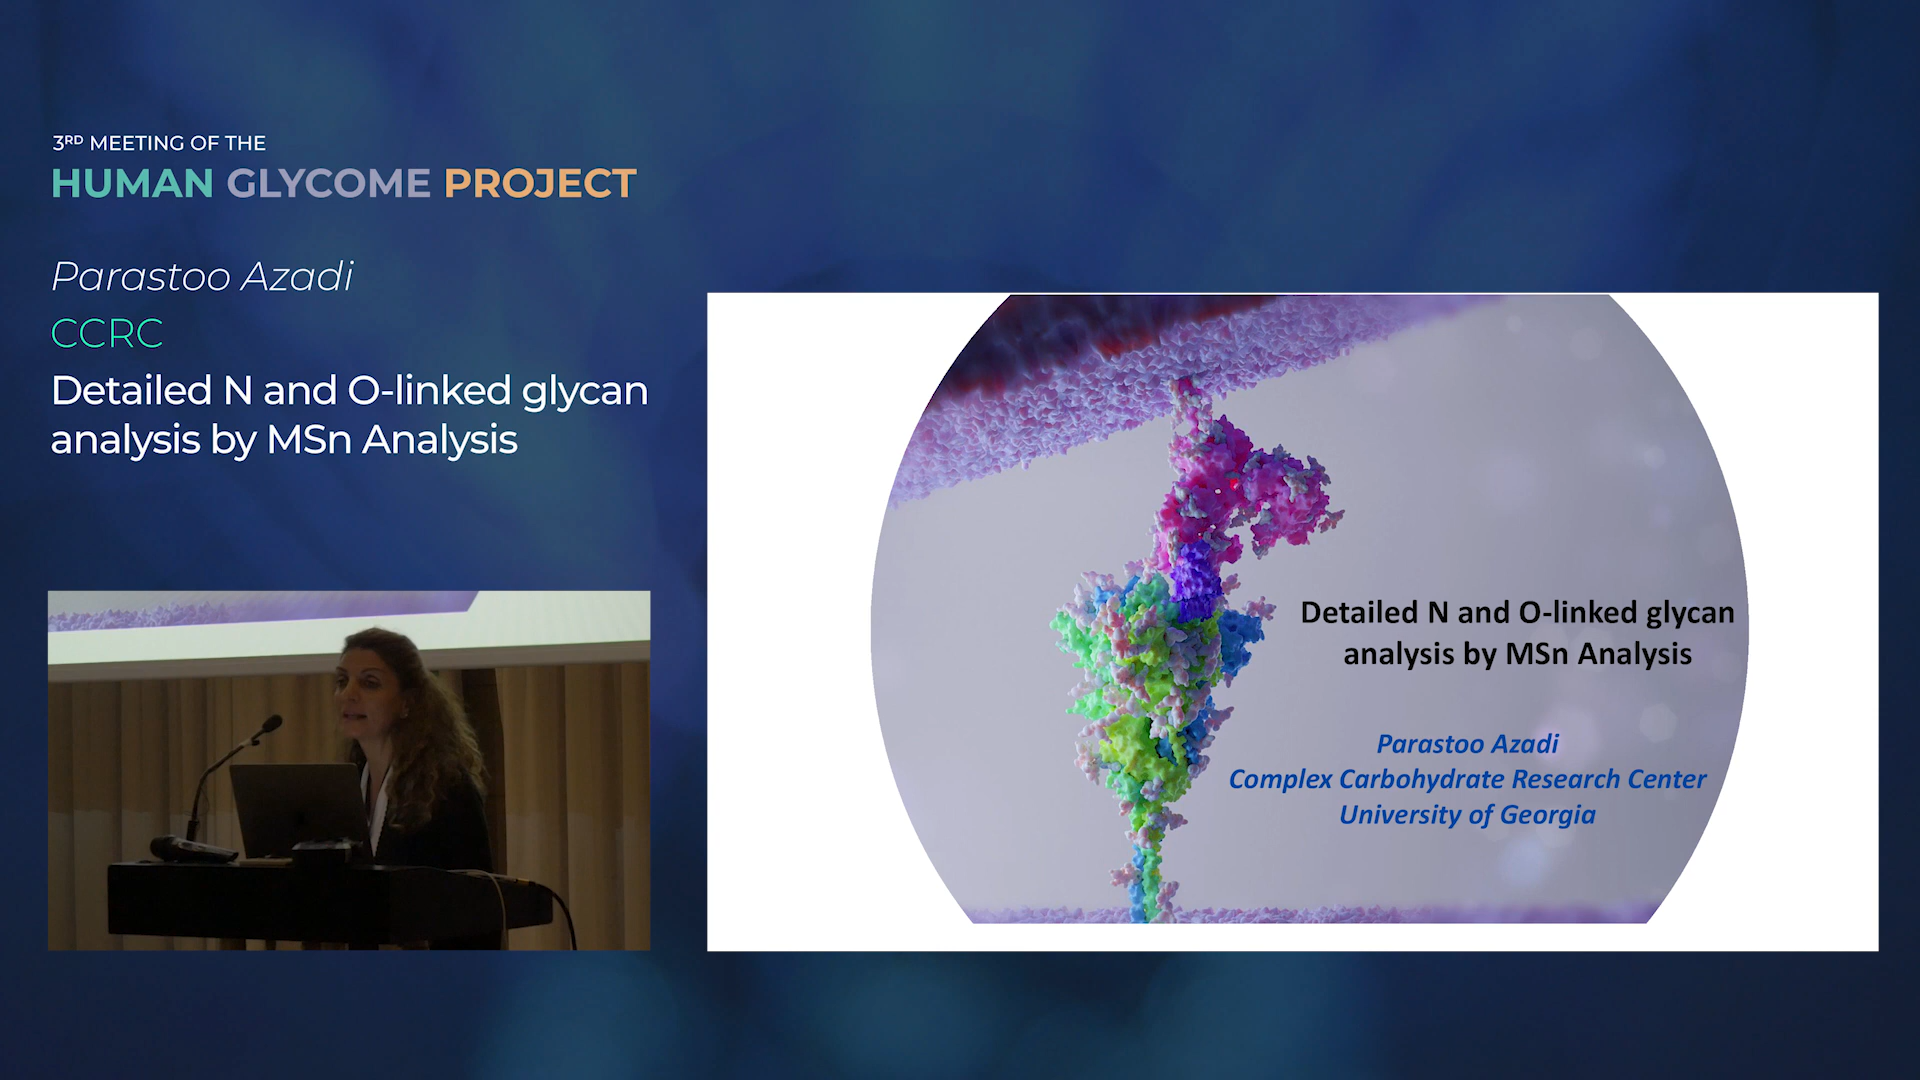 3RD MEETING OF THE
HUMAN GLYCOME PROJECT
Parastoo Azadi
CCRC
Detailed N and O-linked glycan
analysis by MSn Analysis
Detailed N and O-linked glycan
analysis by MSn Analysis
Parastoo Azadi
Complex Carbohydrate Research Center
University of Georgia